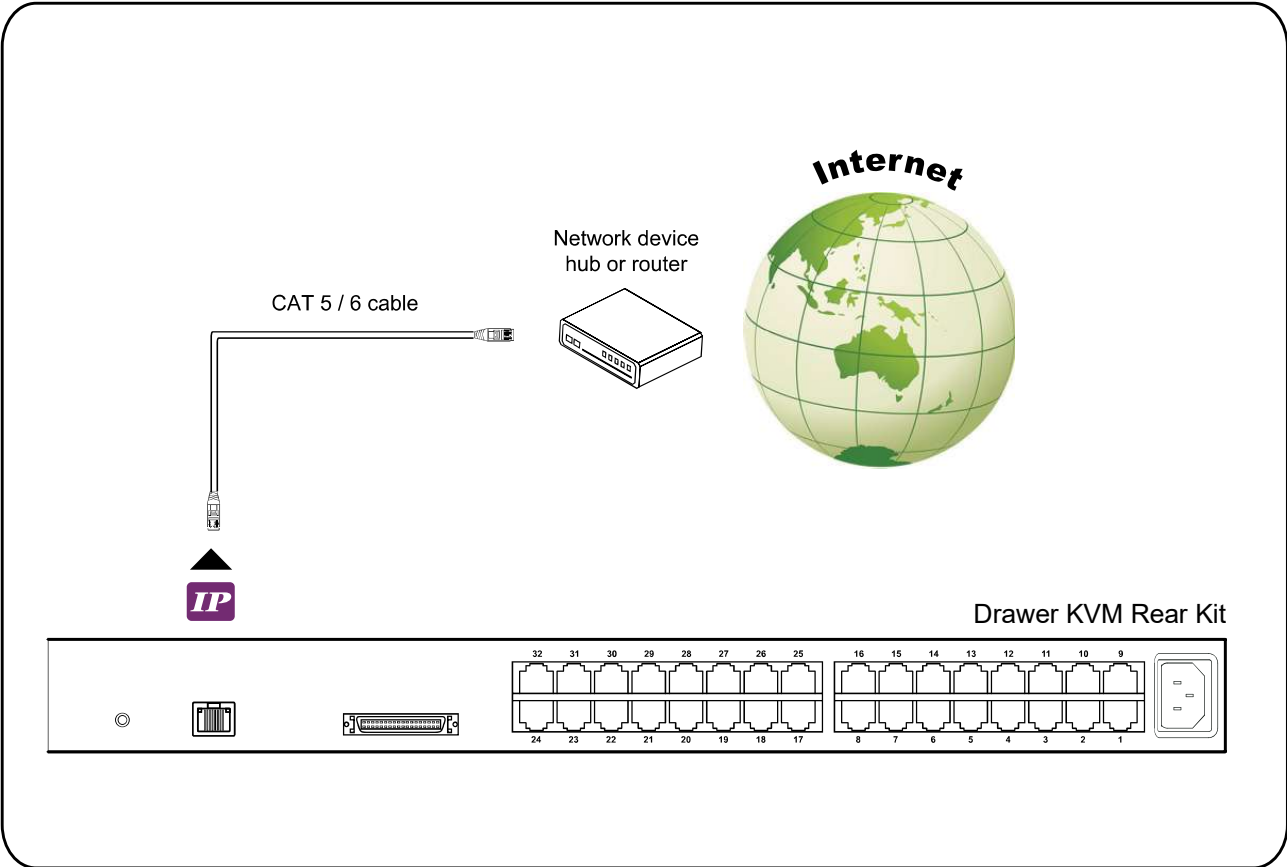 Internet
Network device
hub or router
CAT 5 / 6 cable
IP
Drawer KVM Rear Kit
32 31 30 29 28 27 26 25
16 15 14 13 12 11 10 9
24 23 22 21 20 19 18 17
8 7 6 5 4 3 2 1